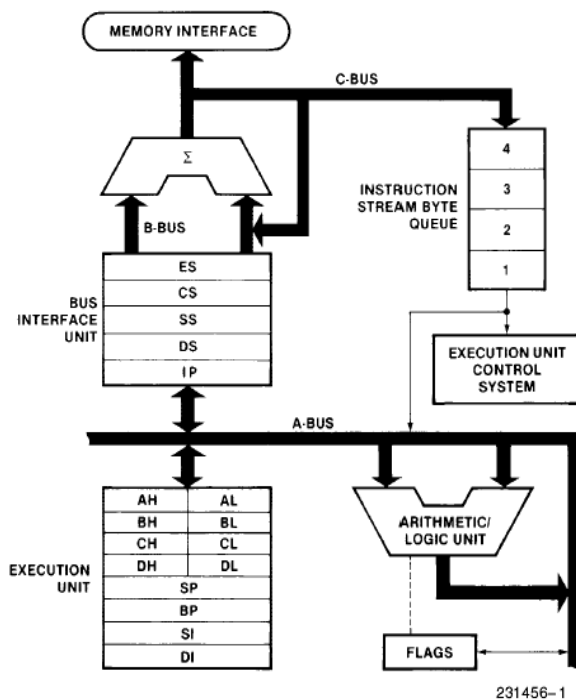 MEMORY INTERFACE
C-BUS
Σ
B-BUS
INSTRUCTION
STREAM BYTE
QUEUE
4
3
2
1
BUS
INTERFACE
UNIT
ES
CS
SS
DS
IP
EXECUTION UNIT
CONTROL
SYSTEM
A-BUS
EXECUTION
UNIT
AH AL
BH BL
CH CL
DH DL
SP
BP
SI
DI
ARITHMETIC/
LOGIC UNIT
FLAGS
231456–1